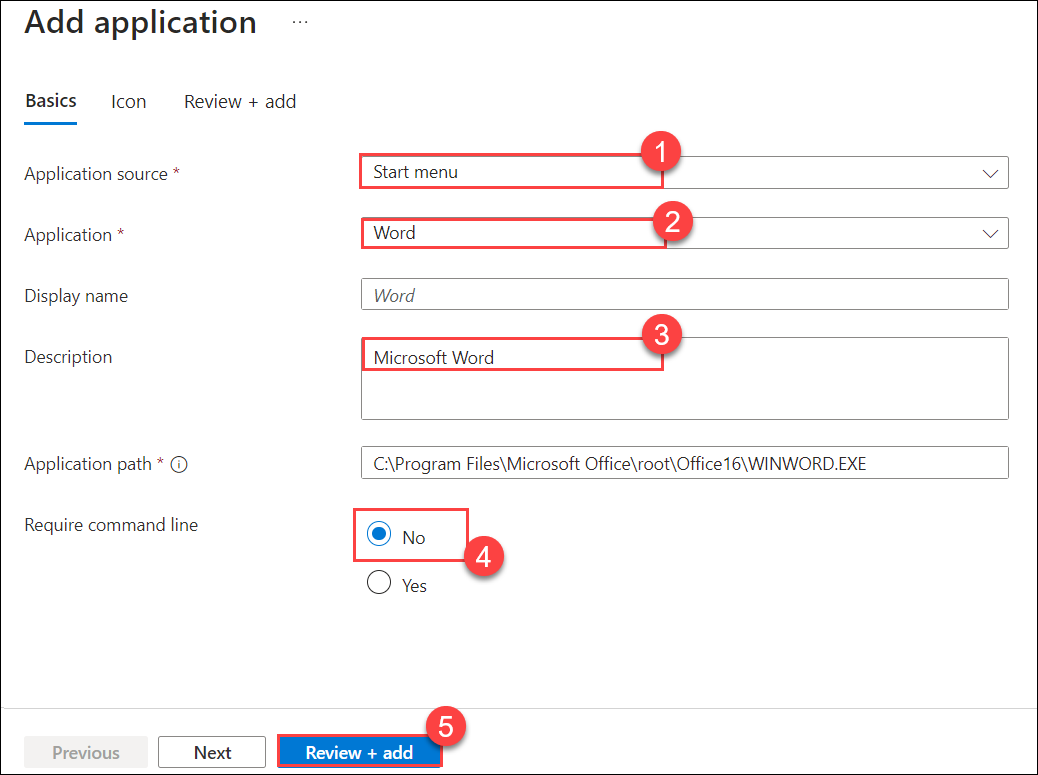 Add application ...
Basics Icon Review + add
1
Application source * Start menu
2
Application * Word
Display name Word
3
Description Microsoft Word
Application path * i C:\Program Files\Microsoft Office\root\Office16\WINWORD.EXE
Require command line No
4
Yes
5
Previous Next Review + add